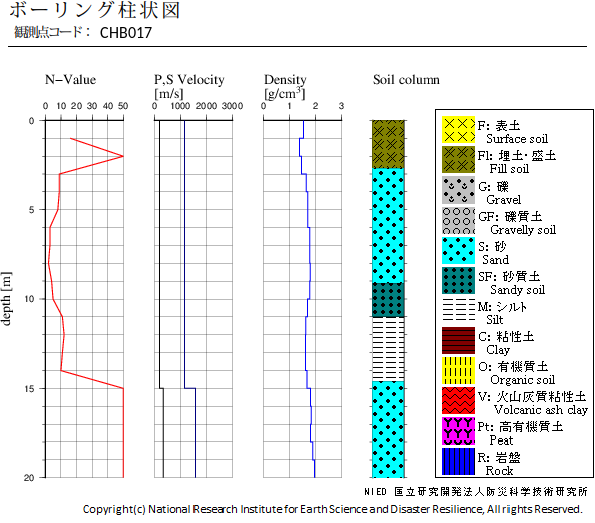 ボーリング柱状図
観測点コード： CHB017
N-Value P,S Velocity Density Soil column
[m/s] [g/cm³]
0 10 20 30 40 50 0 1000 2000 3000 0 1 2 3
0
5
10
15
20
depth [m]
F: 表土
Surface soil
Fl: 埋土・盛土
Fill soil
G: 礫
Gravel
GF: 礫質土
Gravelly soil
S: 砂
Sand
SF: 砂質土
Sandy soil
M: シルト
Silt
C: 粘性土
Clay
O: 有機質土
Organic soil
V: 火山灰質粘性土
Volcanic ash clay
Pt: 高有機質土
Peat
R: 岩盤
Rock
NIED 国立研究開発法人防災科学技術研究所
Copyright(c) National Research Institute for Earth Science and Disaster Resilience, All rights Reserved.